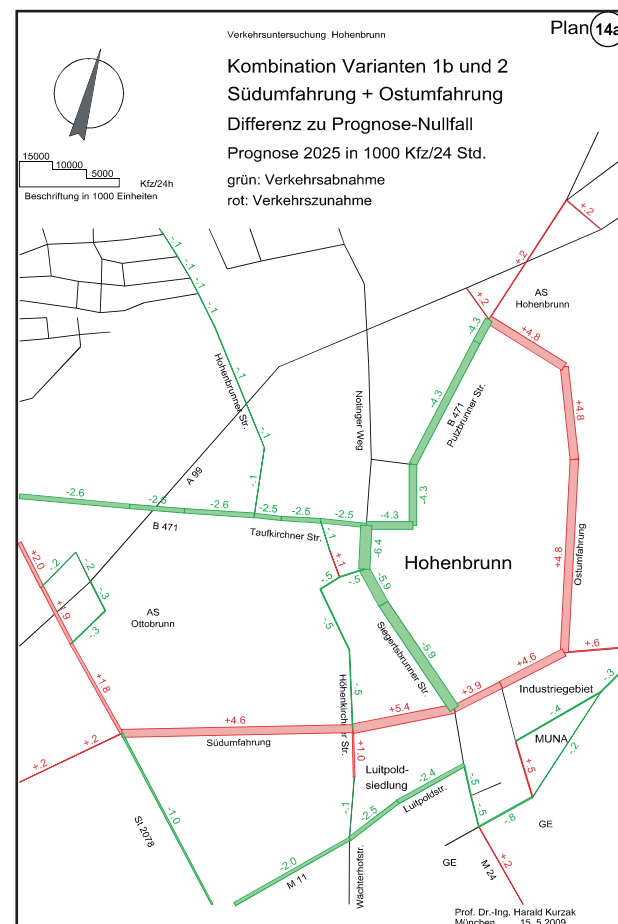 Verkehrsuntersuchung Hohenbrunn
Plan 14a
Kombination Varianten 1b und 2
Südumfahrung + Ostumfahrung
Differenz zu Prognose-Nullfall
Prognose 2025 in 1000 Kfz/24 Std.
grün: Verkehrsabnahme
rot: Verkehrszunahme
15000
10000
5000
Kfz/24h
Beschriftung in 1000 Einheiten
+.2
+.2
+.2
AS
Hohenbrunn
-.1
-.1
-.1
-.1
-.1
-.1
-.1
Hohenbrunner Str.
Notinger Weg
-4.3
-4.3
-4.3
-4.3
B 471
Putzbrunner Str.
+4.8
+4.8
+4.8
Ostumfahrung
A 99
-2.6
-2.6
-2.6
-2.5
-2.5
-2.5
B 471
Taufkirchner Str.
-.1
+.1
-.5
-.5
-.5
-.5
-6.4
-5.9
-5.9
Siegertsbrunner Str.
Hohenbrunn
+2.0
+1.9
+1.8
-.2
-.2
-.3
-.3
AS
Ottobrunn
+.2
+4.6
Südumfahrung
Höhenkircher Str.
+5.4
+3.9
+4.6
+.6
+1.0
Industriegebiet
MUNA
-.3
-.4
-.2
+.5
-.8
-.5
-.5
GE
GE
Luitpold-
siedlung
-2.4
-2.5
-2.0
Luitpoldstr.
-.1
M 11
Wächterhofstr.
-1.0
St 2078
+.2
M 24
Prof. Dr.-Ing. Harald Kurzak
München 15. 5.2009